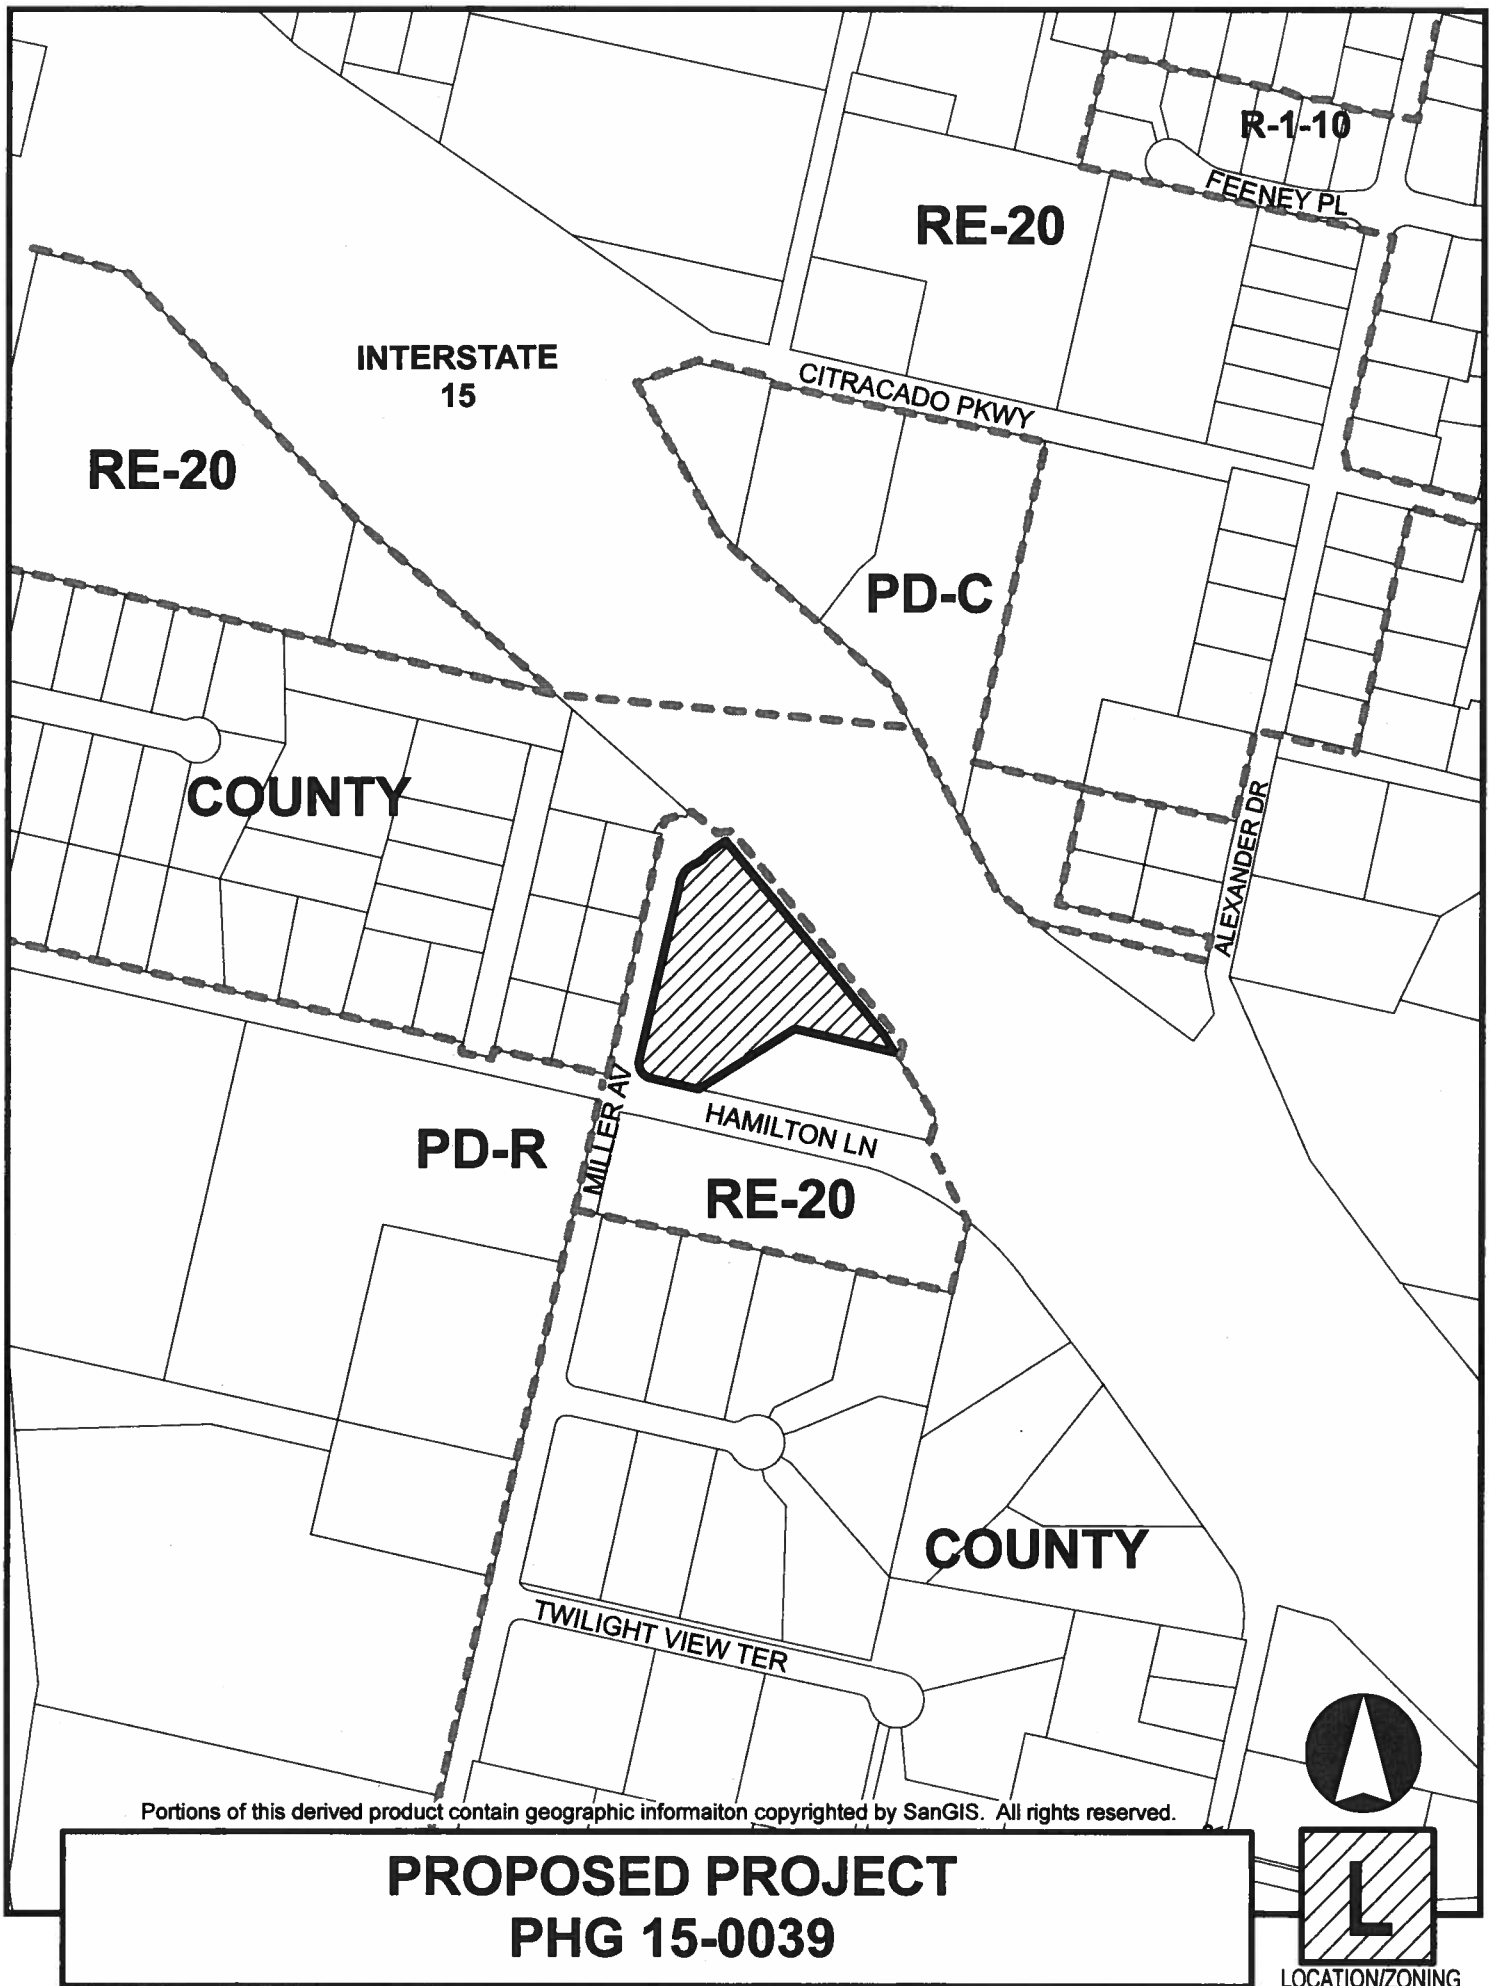 R-1-10
FEENEY PL
RE-20
INTERSTATE
15
CITRACADO PKWY
RE-20
PD-C
COUNTY
ALEXANDER DR
MILLER AV
HAMILTON LN
PD-R
RE-20
COUNTY
TWILIGHT VIEW TER
Portions of this derived product contain geographic informaiton copyrighted by SanGIS. All rights reserved.
PROPOSED PROJECT
PHG 15-0039
L
LOCATION/ZONING